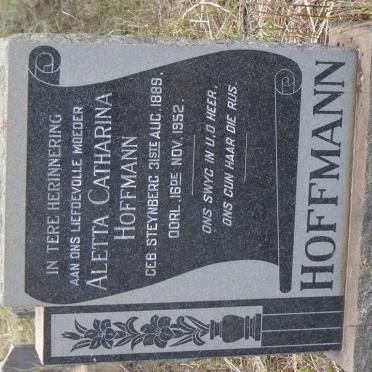 IN TERE HERINNERING
AAN ONS LIEFDEVOLLE MOEDER
ALETTA CATHARINA
HOFFMANN
GEB. STEYNBERG 31STE AUG. 1889.
OORL. 16DE NOV. 1952.
ONS SWYG IN U, O HEER,
ONS GUN HAAR DIE RUS.
HOFFMANN